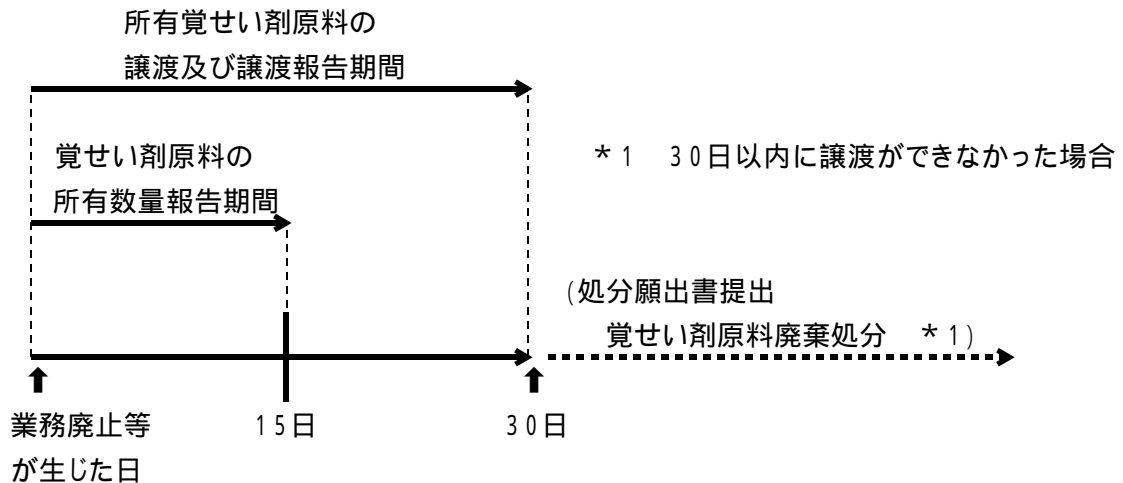 所有覚せい剤原料の
譲渡及び譲渡報告期間
覚せい剤原料の
所有数量報告期間
*1 30日以内に譲渡ができなかった場合
(処分願出書提出
覚せい剤原料廃棄処分 *1)
業務廃止等
が生じた日
15日
30日